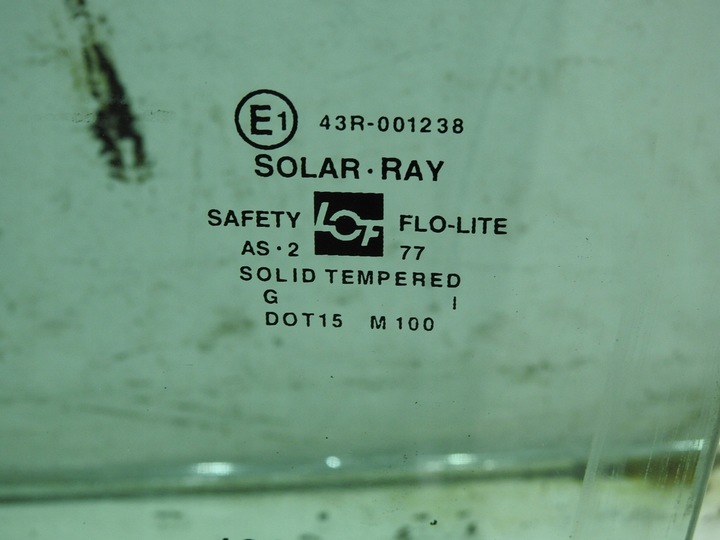 E1 43R-001238
SOLAR·RAY
SAFETY LOF FLO-LITE
AS·2 77
SOLID TEMPERED
G I
DOT15 M100